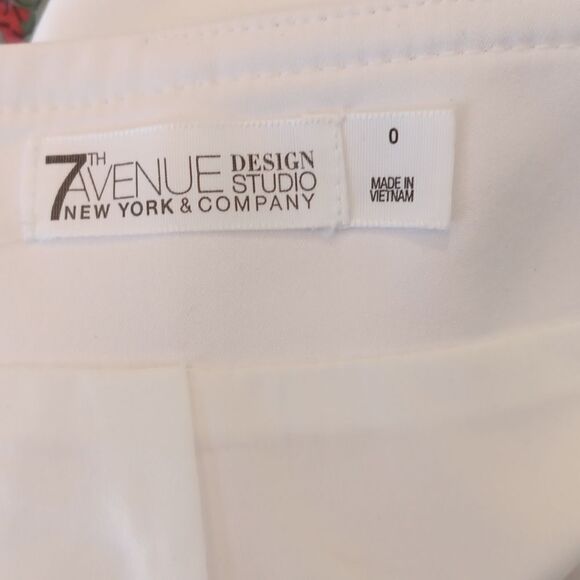 7TH AVENUE DESIGN STUDIO
NEW YORK & COMPANY
0
MADE IN
VIETNAM